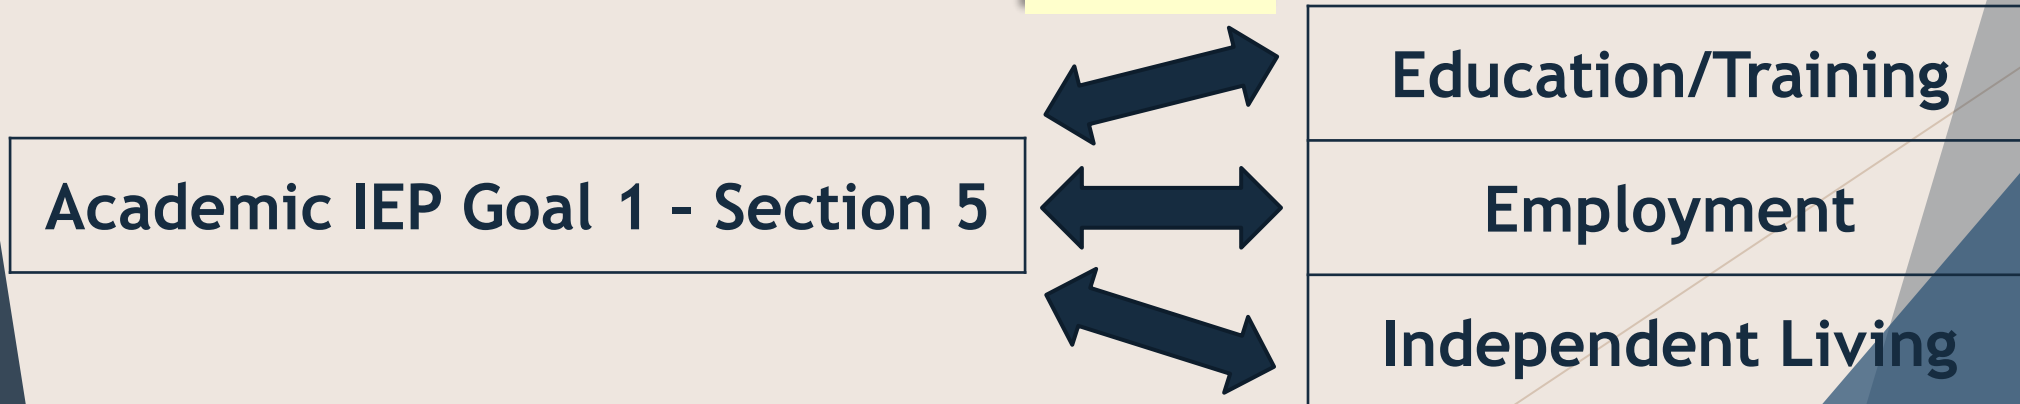 Education/Training
Academic IEP Goal 1 – Section 5
Employment
Independent Living